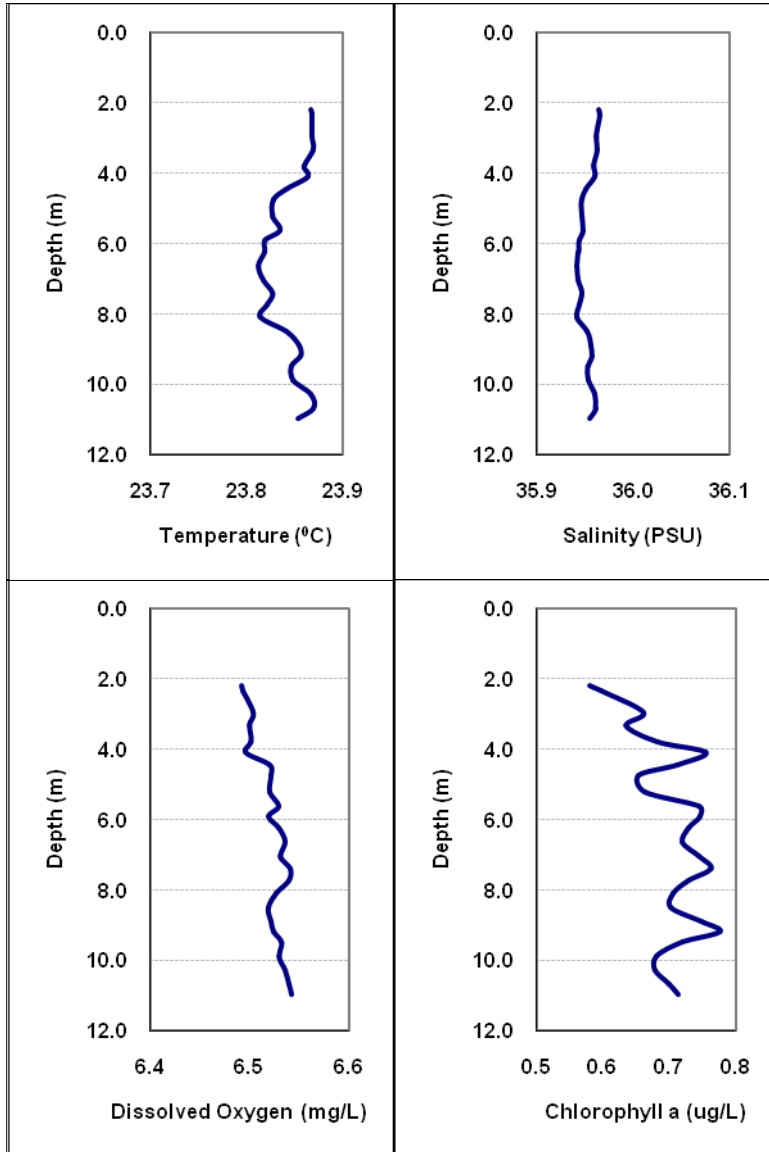 0.0
2.0
4.0
6.0
8.0
10.0
12.0
Depth (m)
23.7 23.8 23.9
Temperature (⁰C)
0.0
2.0
4.0
6.0
8.0
10.0
12.0
Depth (m)
35.9 36.0 36.1
Salinity (PSU)
0.0
2.0
4.0
6.0
8.0
10.0
12.0
Depth (m)
6.4 6.5 6.6
Dissolved Oxygen (mg/L)
0.0
2.0
4.0
6.0
8.0
10.0
12.0
Depth (m)
0.5 0.6 0.7 0.8
Chlorophyll a (ug/L)